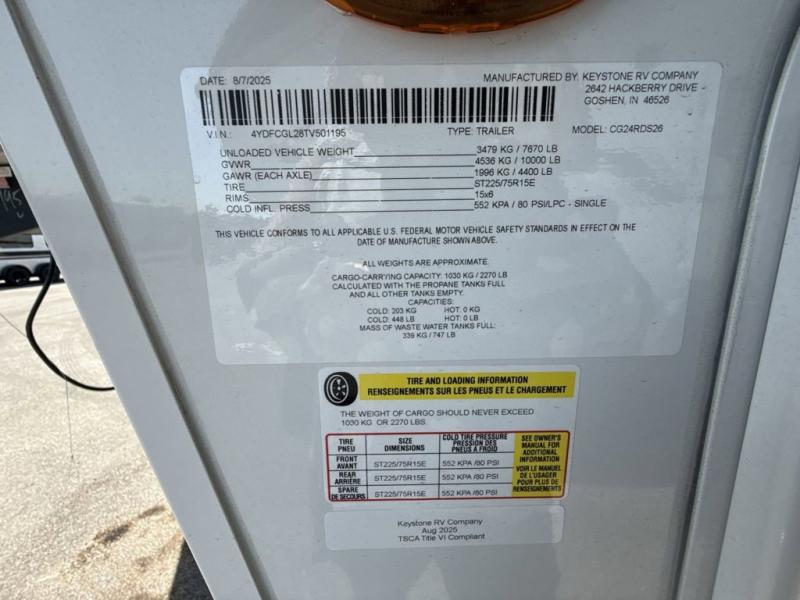 DATE: 8/7/2025
MANUFACTURED BY: KEYSTONE RV COMPANY
2642 HACKBERRY DRIVE
GOSHEN, IN 46526
V.I.N.: 4YDFCGL28TV501195 TYPE: TRAILER MODEL: CG24RDS26
UNLOADED VEHICLE WEIGHT 3479 KG / 7670 LB
GVWR 4536 KG / 10000 LB
GAWR (EACH AXLE) 1996 KG / 4400 LB
TIRE ST225/75R15E
RIMS 15x6
COLD INFL. PRESS 552 KPA / 80 PSI/LPC - SINGLE
THIS VEHICLE CONFORMS TO ALL APPLICABLE U.S. FEDERAL MOTOR VEHICLE SAFETY STANDARDS IN EFFECT ON THE
DATE OF MANUFACTURE SHOWN ABOVE.
ALL WEIGHTS ARE APPROXIMATE.
CARGO-CARRYING CAPACITY: 1030 KG / 2270 LB
CALCULATED WITH THE PROPANE TANKS FULL
AND ALL OTHER TANKS EMPTY.
CAPACITIES:
COLD: 203 KG HOT: 0 KG
COLD: 448 LB HOT: 0 LB
MASS OF WASTE WATER TANKS FULL:
339 KG / 747 LB
TIRE AND LOADING INFORMATION
RENSEIGNEMENTS SUR LES PNEUS ET LE CHARGEMENT
THE WEIGHT OF CARGO SHOULD NEVER EXCEED
1030 KG OR 2270 LBS.
TIRE
PNEU
SIZE
DIMENSIONS
COLD TIRE PRESSURE
PRESSION DES
PNEUS À FROID
SEE OWNER'S
MANUAL FOR
ADDITIONAL
INFORMATION
VOIR LE MANUEL
DE L'USAGER
POUR PLUS DE
RENSEIGNEMENTS
FRONT
AVANT
ST225/75R15E 552 KPA /80 PSI
REAR
ARRIÈRE
ST225/75R15E 552 KPA /80 PSI
SPARE
DE SECOURS
ST225/75R15E 552 KPA /80 PSI
Keystone RV Company
Aug 2025
TSCA Title VI Compliant